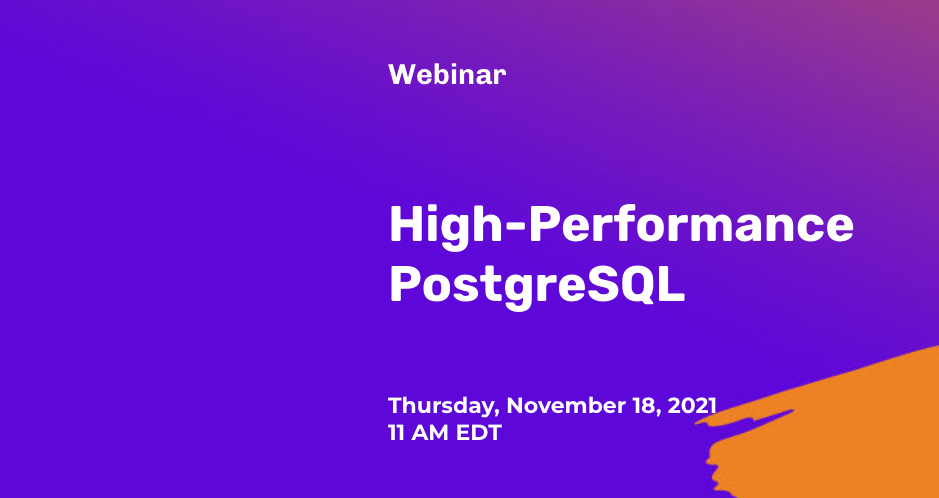 Webinar
High-Performance
PostgreSQL
Thursday, November 18, 2021
11 AM EDT